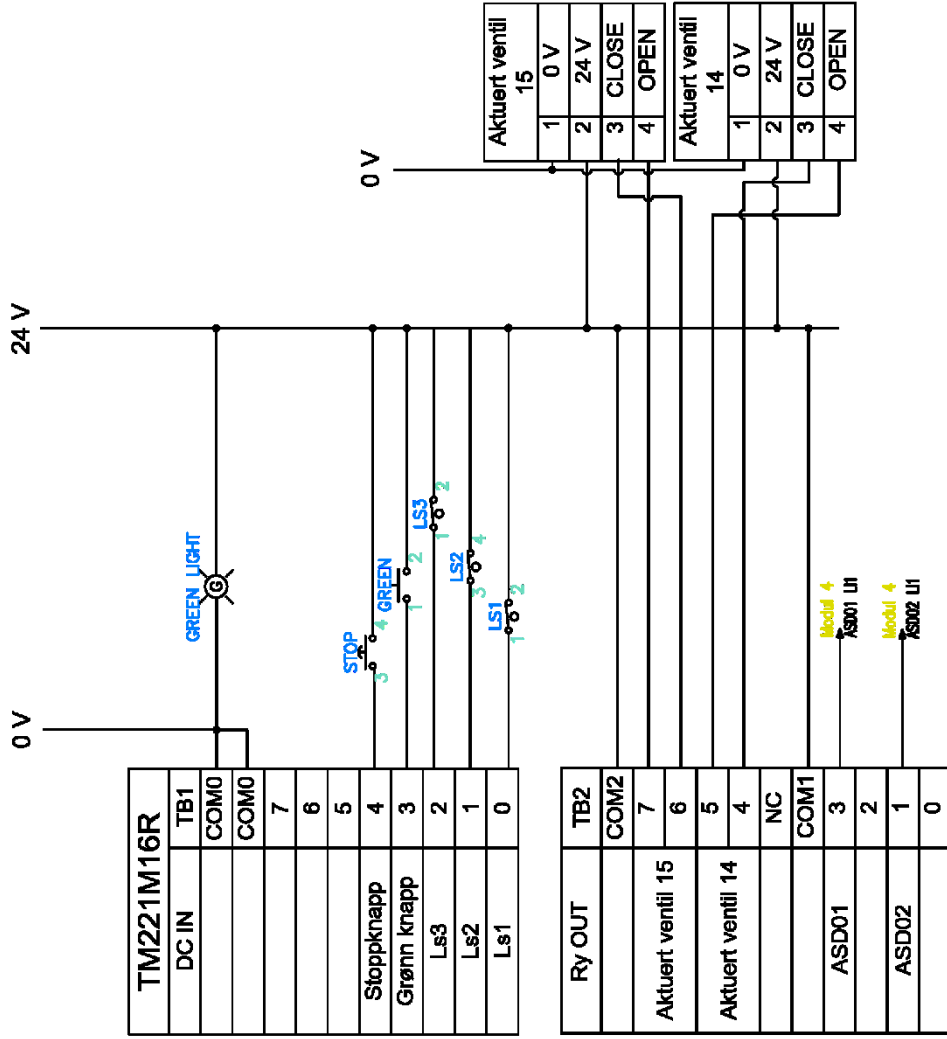 24 V
0 V
GREEN LIGHT
G
0 V
TM221M16R
DC IN TB1
COM0
COM0
7
6
5
Stoppknapp 4
Grønn knapp 3
Ls3 2
Ls2 1
Ls1 0
STOP
3 4
GREEN
1 2
LS3
1 2
LS2
3 4
LS1
1 2
Aktuert ventil
15
1 0 V
2 24 V
3 CLOSE
4 OPEN
Aktuert ventil
14
1 0 V
2 24 V
3 CLOSE
4 OPEN
Ry OUT TB2
COM2
Aktuert ventil 15 7
6
Aktuert ventil 14 5
4
NC
COM1
ASD01 3
2
ASD02 1
0
Modul 4
ASD01 LI1
Modul 4
ASD02 LI1